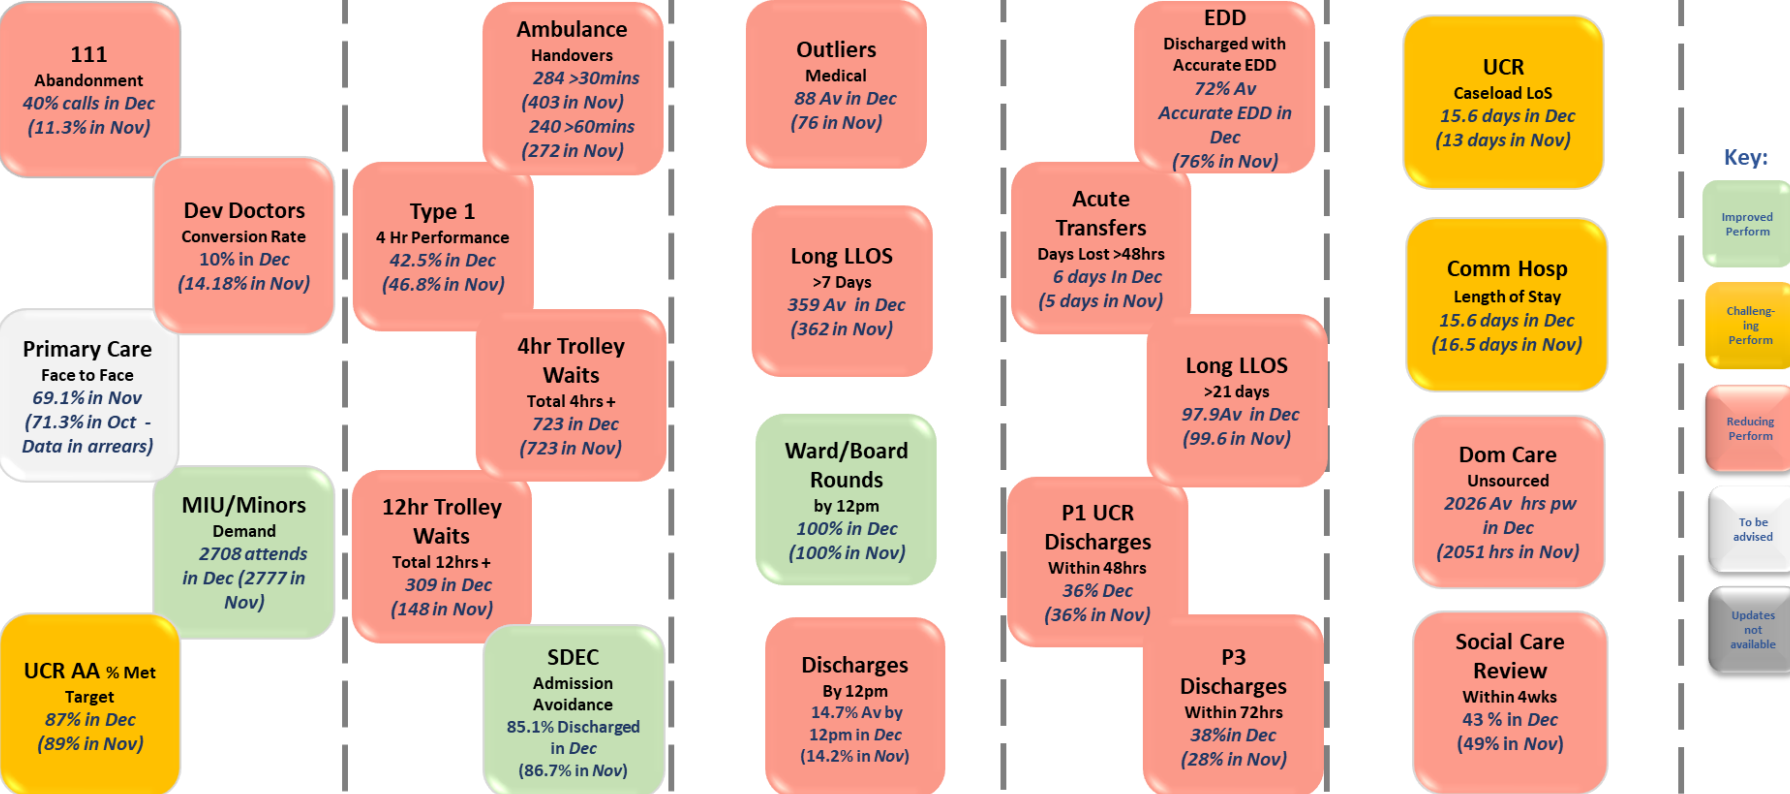 111
Abandonment
40% calls in Dec
(11.3% in Nov)
Dev Doctors
Conversion Rate
10% in Dec
(14.18% in Nov)
Primary Care
Face to Face
69.1% in Nov
(71.3% in Oct -
Data in arrears)
MIU/Minors
Demand
2708 attends
in Dec (2777 in
Nov)
UCR AA % Met
Target
87% in Dec
(89% in Nov)
Ambulance
Handovers
284 >30mins
(403 in Nov)
240 >60mins
(272 in Nov)
Type 1
4 Hr Performance
42.5% in Dec
(46.8% in Nov)
4hr Trolley
Waits
Total 4hrs +
723 in Dec
(723 in Nov)
12hr Trolley
Waits
Total 12hrs +
309 in Dec
(148 in Nov)
SDEC
Admission
Avoidance
85.1% Discharged
in Dec
(86.7% in Nov)
Outliers
Medical
88 Av in Dec
(76 in Nov)
Long LLOS
>7 Days
359 Av in Dec
(362 in Nov)
Ward/Board
Rounds
by 12pm
100% in Dec
(100% in Nov)
Discharges
By 12pm
14.7% Av by
12pm in Dec
(14.2% in Nov)
EDD
Discharged with
Accurate EDD
72% Av
Accurate EDD in
Dec
(76% in Nov)
Acute
Transfers
Days Lost >48hrs
6 days In Dec
(5 days in Nov)
Long LLOS
>21 days
97.9Av in Dec
(99.6 in Nov)
P1 UCR
Discharges
Within 48hrs
36% Dec
(36% in Nov)
P3
Discharges
Within 72hrs
38%in Dec
(28% in Nov)
UCR
Caseload LoS
15.6 days in Dec
(13 days in Nov)
Comm Hosp
Length of Stay
15.6 days in Dec
(16.5 days in Nov)
Dom Care
Unsourced
2026 Av hrs pw
in Dec
(2051 hrs in Nov)
Social Care
Review
Within 4wks
43 % in Dec
(49% in Nov)
Key:
Improved
Perform
Challeng-
ing
Perform
Reducing
Perform
To be
advised
Updates
not
available